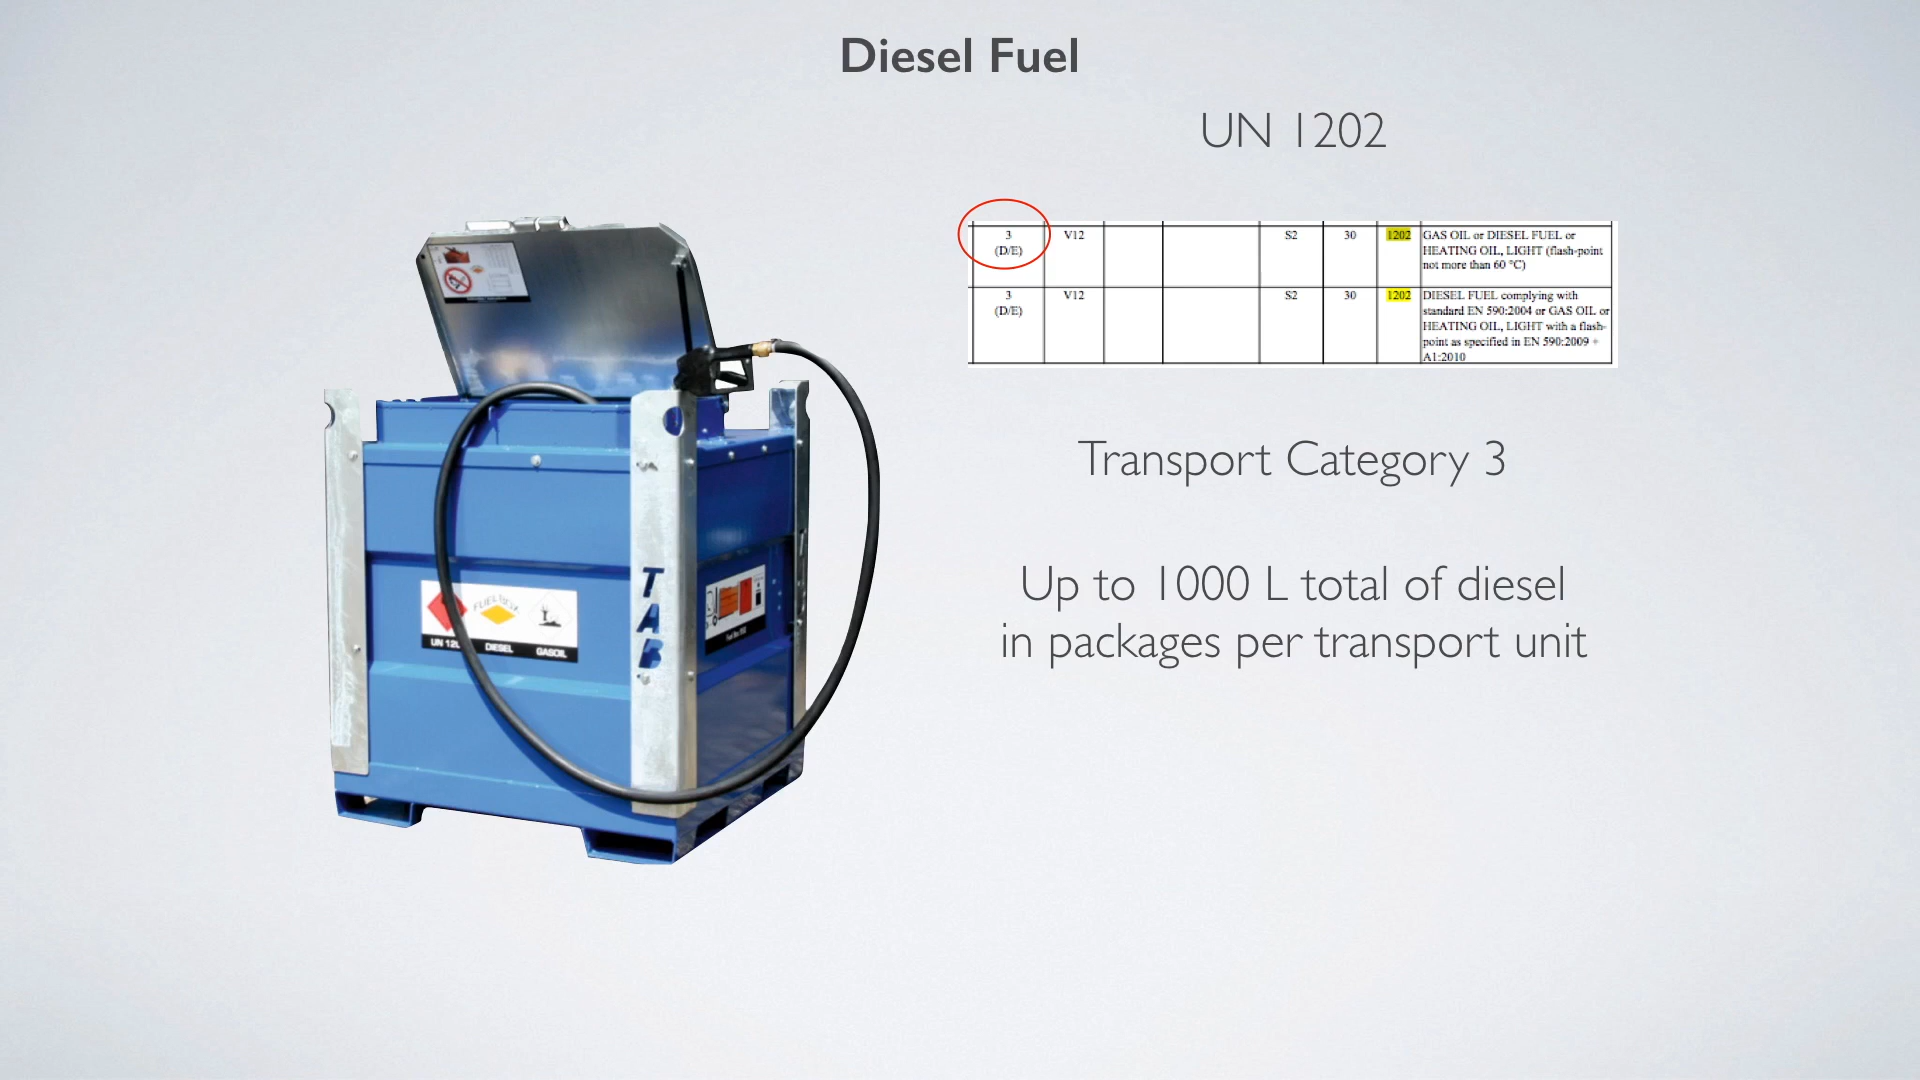 Diesel Fuel
UN 1202
3
(D/E)
V12
S2
30
1202
GAS OIL or DIESEL FUEL or
HEATING OIL, LIGHT (flash-point
not more than 60 °C)
3
(D/E)
V12
S2
30
1202
DIESEL FUEL complying with
standard EN 590:2004 or GAS OIL or
HEATING OIL, LIGHT with a flash-
point as specified in EN 590:2009 +
A1:2010
Transport Category 3
Up to 1000 L total of diesel
in packages per transport unit
TAB
UN 120
DIESEL
GASOIL